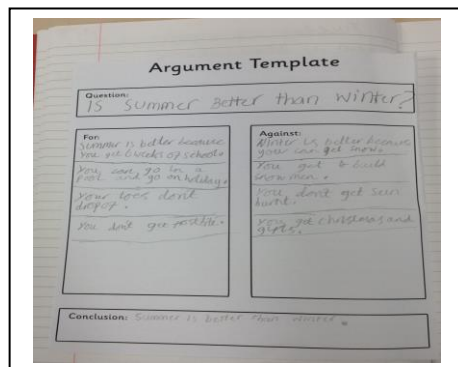 Argument Template
Question:
Is Summer Better than Winter?
For:
Summer is better because
you get 6 weeks of school.
You can go in a
pool and go on holiday.
Your toes don't
drop of.
You don't get frostbite.
Against:
Winter is better because
your can get snow.
You get to build
snow men.
You don't get sun
burnt.
You get christmas and
gifts.
Conclusion: Summer is better than winter.